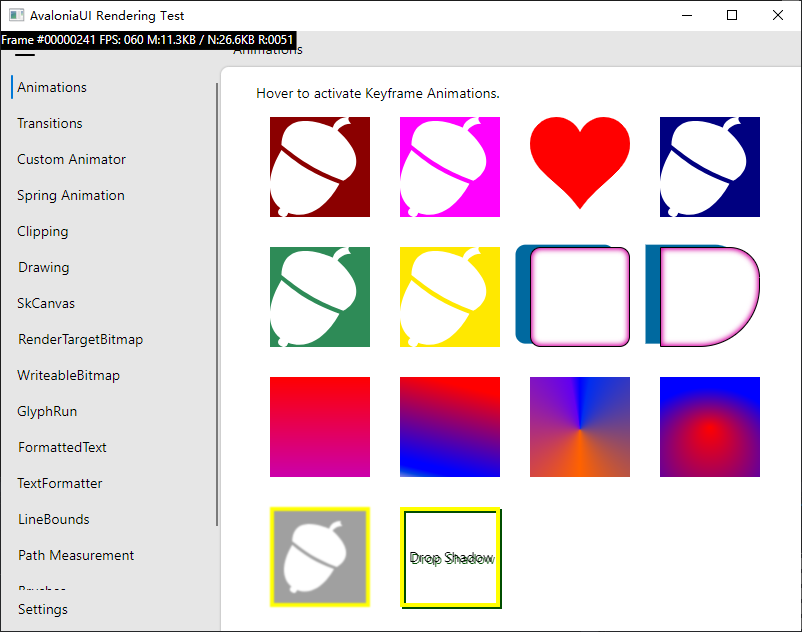 AvaloniaUI Rendering Test
Frame #00000241 FPS: 060 M:11.3KB / N:26.6KB R:0051
Animations
Animations
Transitions
Custom Animator
Spring Animation
Clipping
Drawing
SkCanvas
RenderTargetBitmap
WriteableBitmap
GlyphRun
FormattedText
TextFormatter
LineBounds
Path Measurement
Brushes
Settings
Hover to activate Keyframe Animations.
Drop Shadow